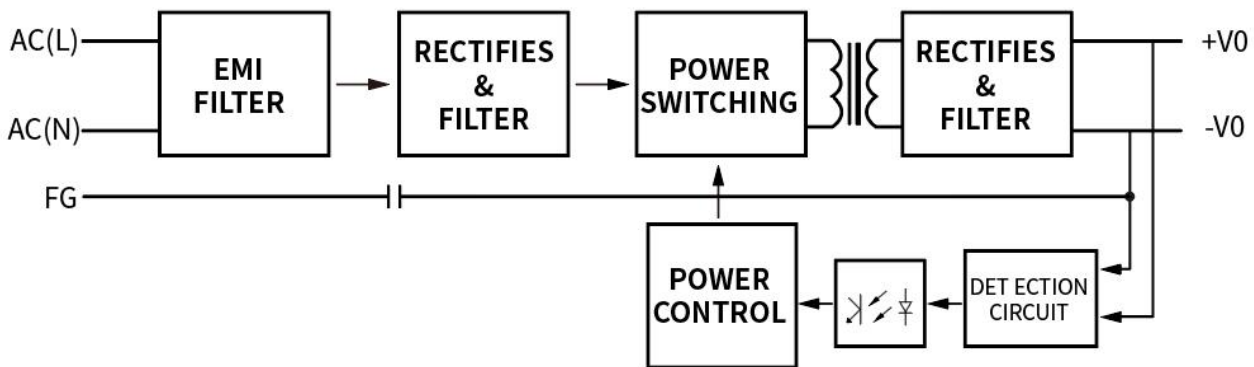 AC(L)
AC(N)
FG
EMI
FILTER
RECTIFIES
&
FILTER
POWER
SWITCHING
RECTIFIES
&
FILTER
+V0
-V0
POWER
CONTROL
DET ECTION
CIRCUIT